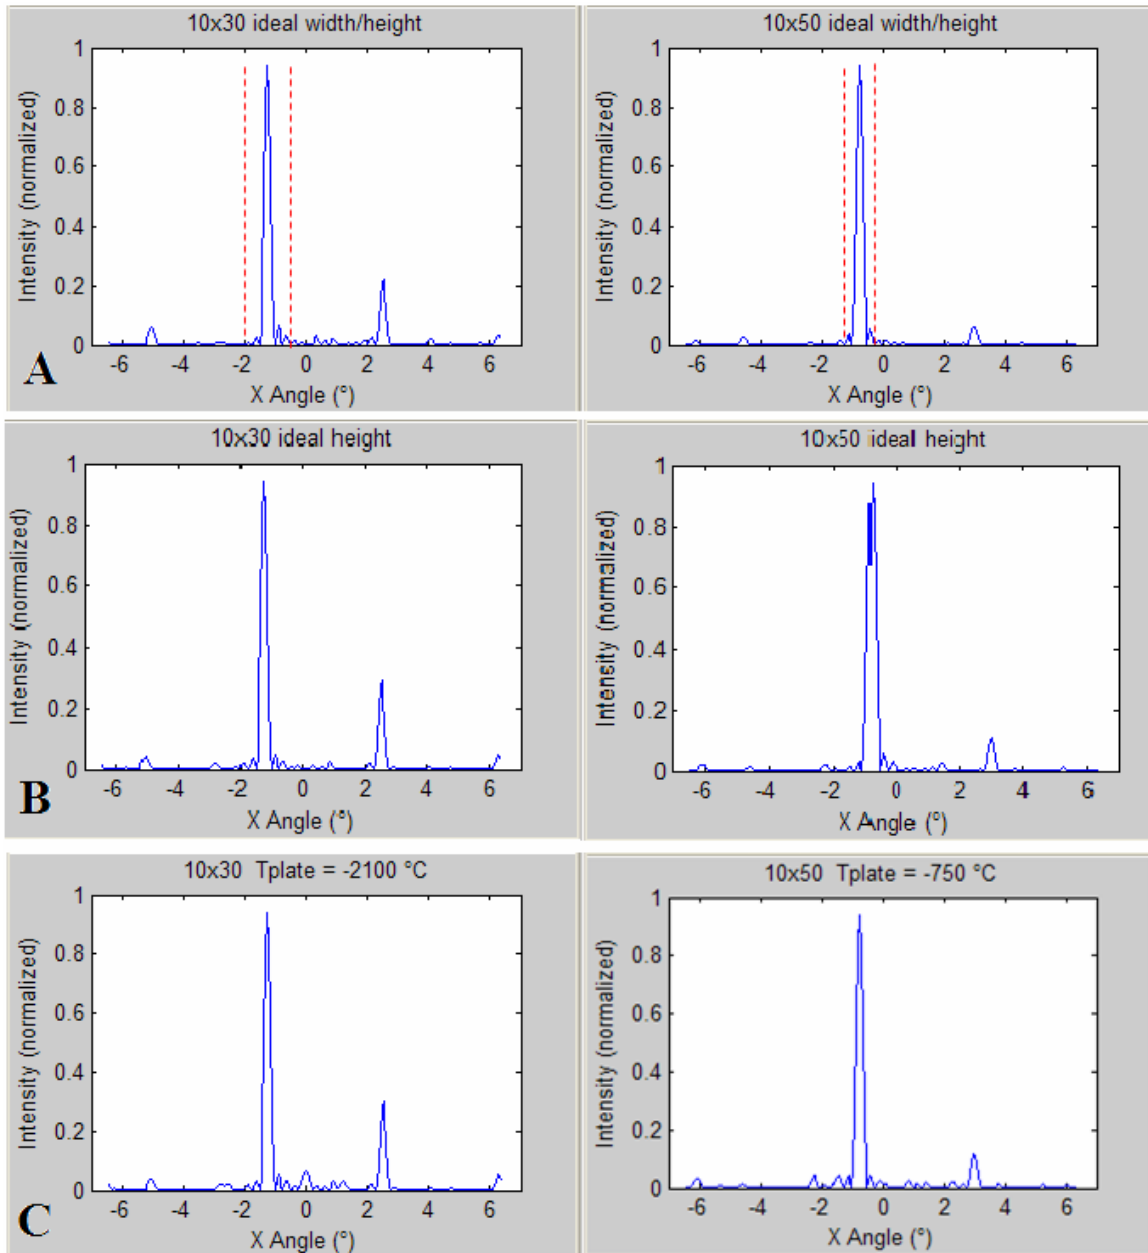 10x30 ideal width/height
1
0.8
0.6
0.4
0.2
0
Intensity (normalized)
-6 -4 -2 0 2 4 6
X Angle (°)
A
10x50 ideal width/height
1
0.8
0.6
0.4
0.2
0
Intensity (normalized)
-6 -4 -2 0 2 4 6
X Angle (°)
10x30 ideal height
1
0.8
0.6
0.4
0.2
0
Intensity (normalized)
-6 -4 -2 0 2 4 6
X Angle (°)
B
10x50 ideal height
1
0.8
0.6
0.4
0.2
0
Intensity (normalized)
-6 -4 -2 0 2 4 6
X Angle (°)
10x30 Tplate = -2100 °C
1
0.8
0.6
0.4
0.2
0
Intensity (normalized)
-6 -4 -2 0 2 4 6
X Angle (°)
C
10x50 Tplate = -750 °C
1
0.8
0.6
0.4
0.2
0
Intensity (normalized)
-6 -4 -2 0 2 4 6
X Angle (°)